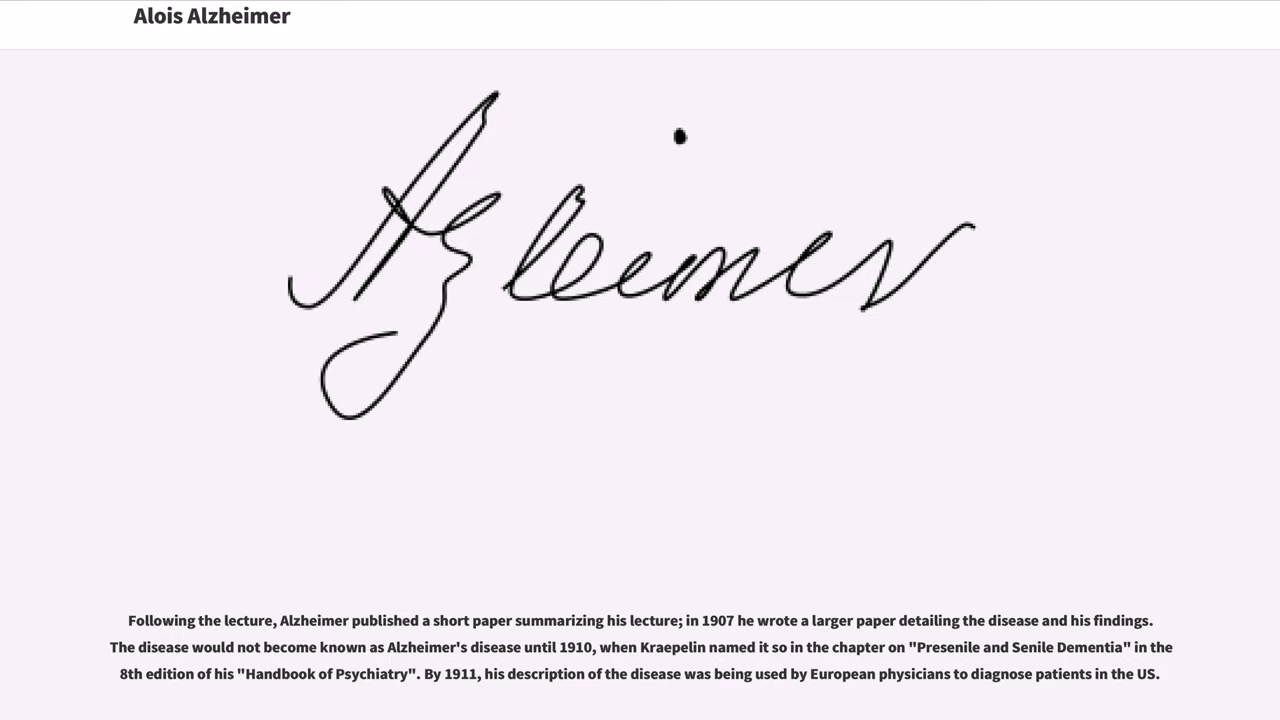 Alois Alzheimer
Alzheimer
Following the lecture, Alzheimer published a short paper summarizing his lecture; in 1907 he wrote a larger paper detailing the disease and his findings.
The disease would not become known as Alzheimer's disease until 1910, when Kraepelin named it so in the chapter on "Presenile and Senile Dementia" in the
8th edition of his "Handbook of Psychiatry". By 1911, his description of the disease was being used by European physicians to diagnose patients in the US.